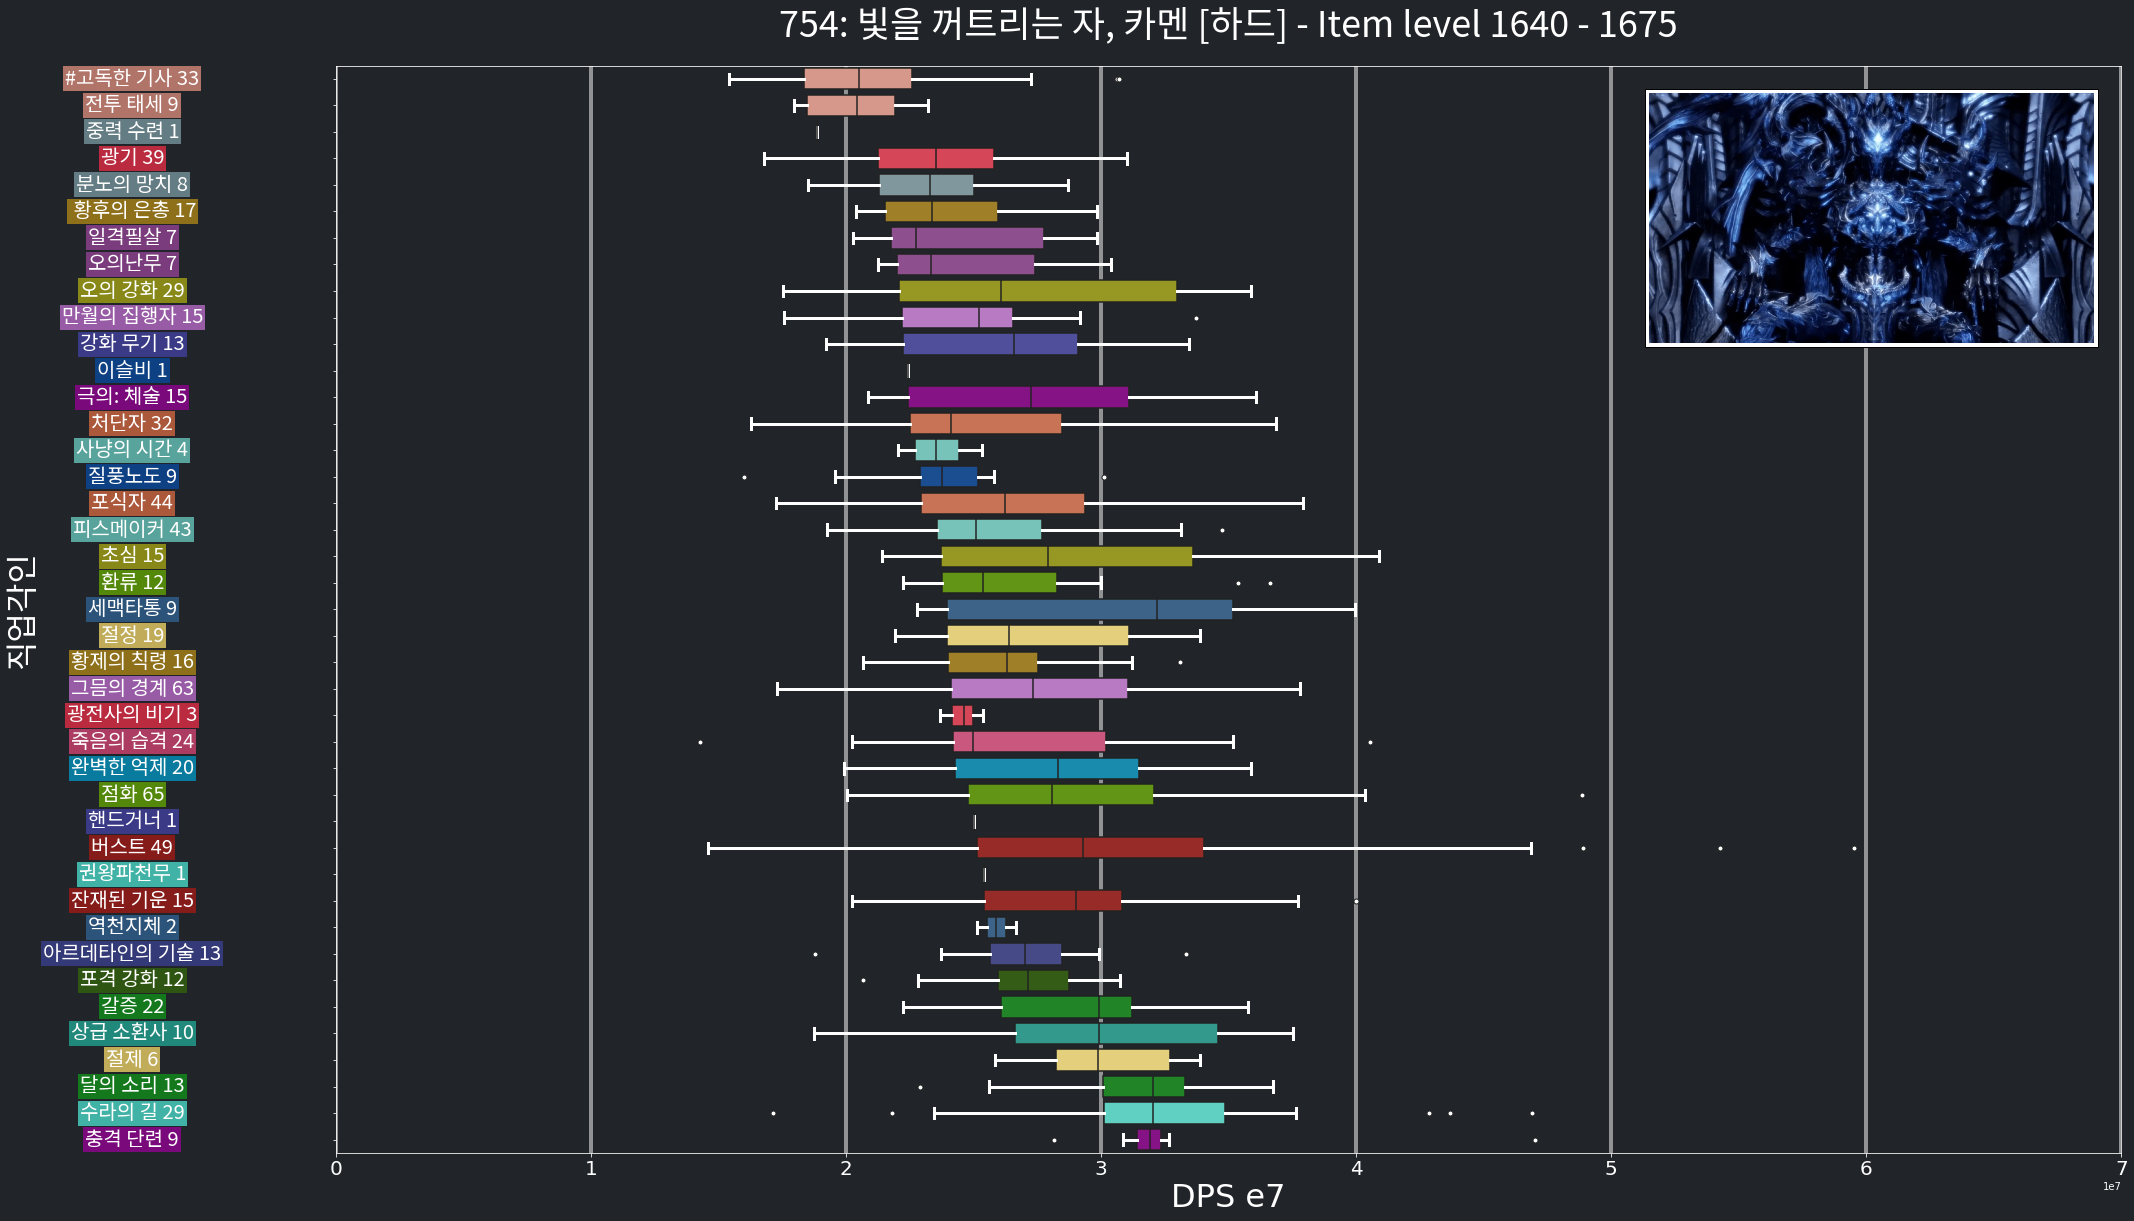 754: 빛을 꺼트리는 자, 카멘 [하드] - Item level 1640 - 1675
#고독한 기사 33
전투 태세 9
중력 수련 1
광기 39
분노의 망치 8
황후의 은총 17
일격필살 7
오의난무 7
오의 강화 29
만월의 집행자 15
강화 무기 13
이슬비 1
극의: 체술 15
처단자 32
사냥의 시간 4
질풍노도 9
포식자 44
피스메이커 43
초심 15
환류 12
세맥타통 9
절정 19
황제의 칙령 16
그믐의 경계 63
광전사의 비기 3
죽음의 습격 24
완벽한 억제 20
점화 65
핸드거너 1
버스트 49
권왕파천무 1
잔재된 기운 15
역천지체 2
아르데타인의 기술 13
포격 강화 12
갈증 22
상급 소환사 10
절제 6
달의 소리 13
수라의 길 29
충격 단련 9
직업각인
0 1 2 3 4 5 6 7
1e7
DPS e7